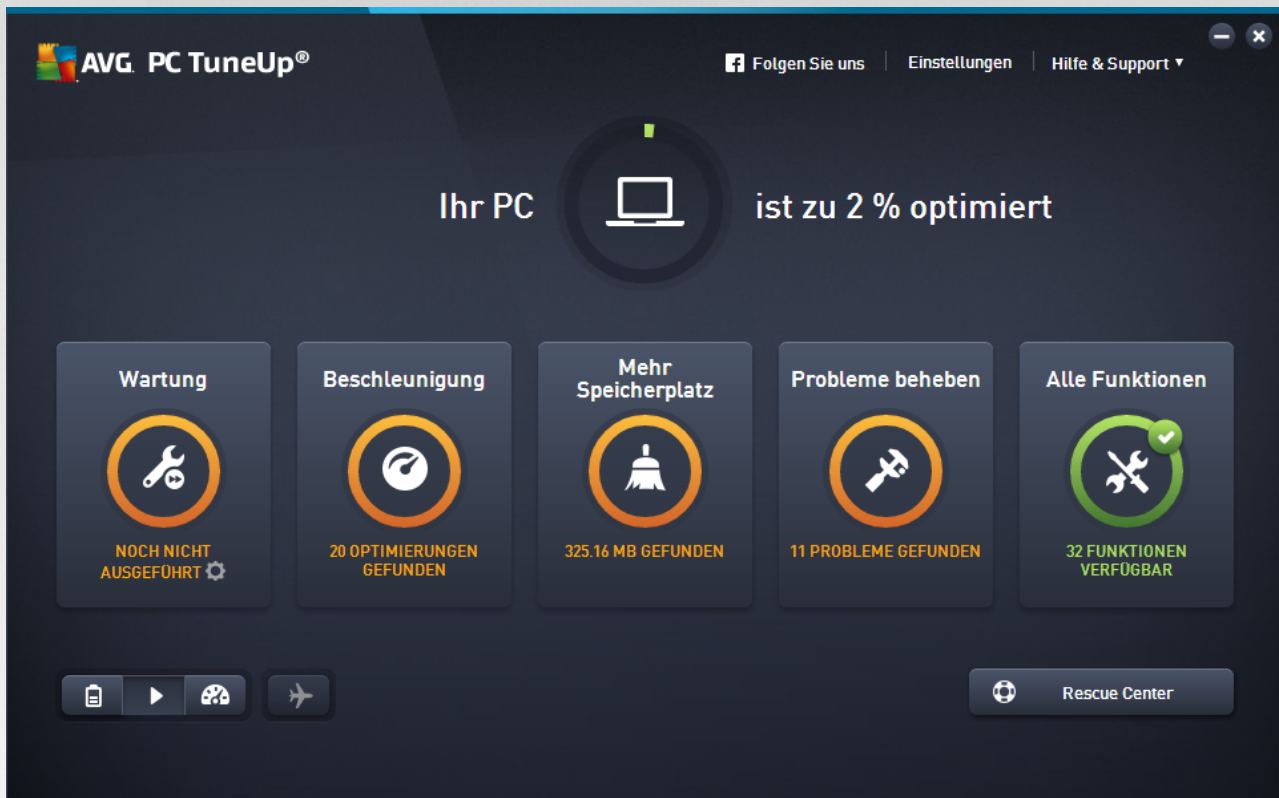 AVG PC TuneUp®
Folgen Sie uns
Einstellungen
Hilfe & Support
Ihr PC
ist zu 2 % optimiert
Wartung
NOCH NICHT
AUSGEFÜHRT
Beschleunigung
20 OPTIMIERUNGEN
GEFUNDEN
Mehr
Speicherplatz
325.16 MB GEFUNDEN
Probleme beheben
11 PROBLEME GEFUNDEN
Alle Funktionen
32 FUNKTIONEN
VERFÜGBAR
Rescue Center